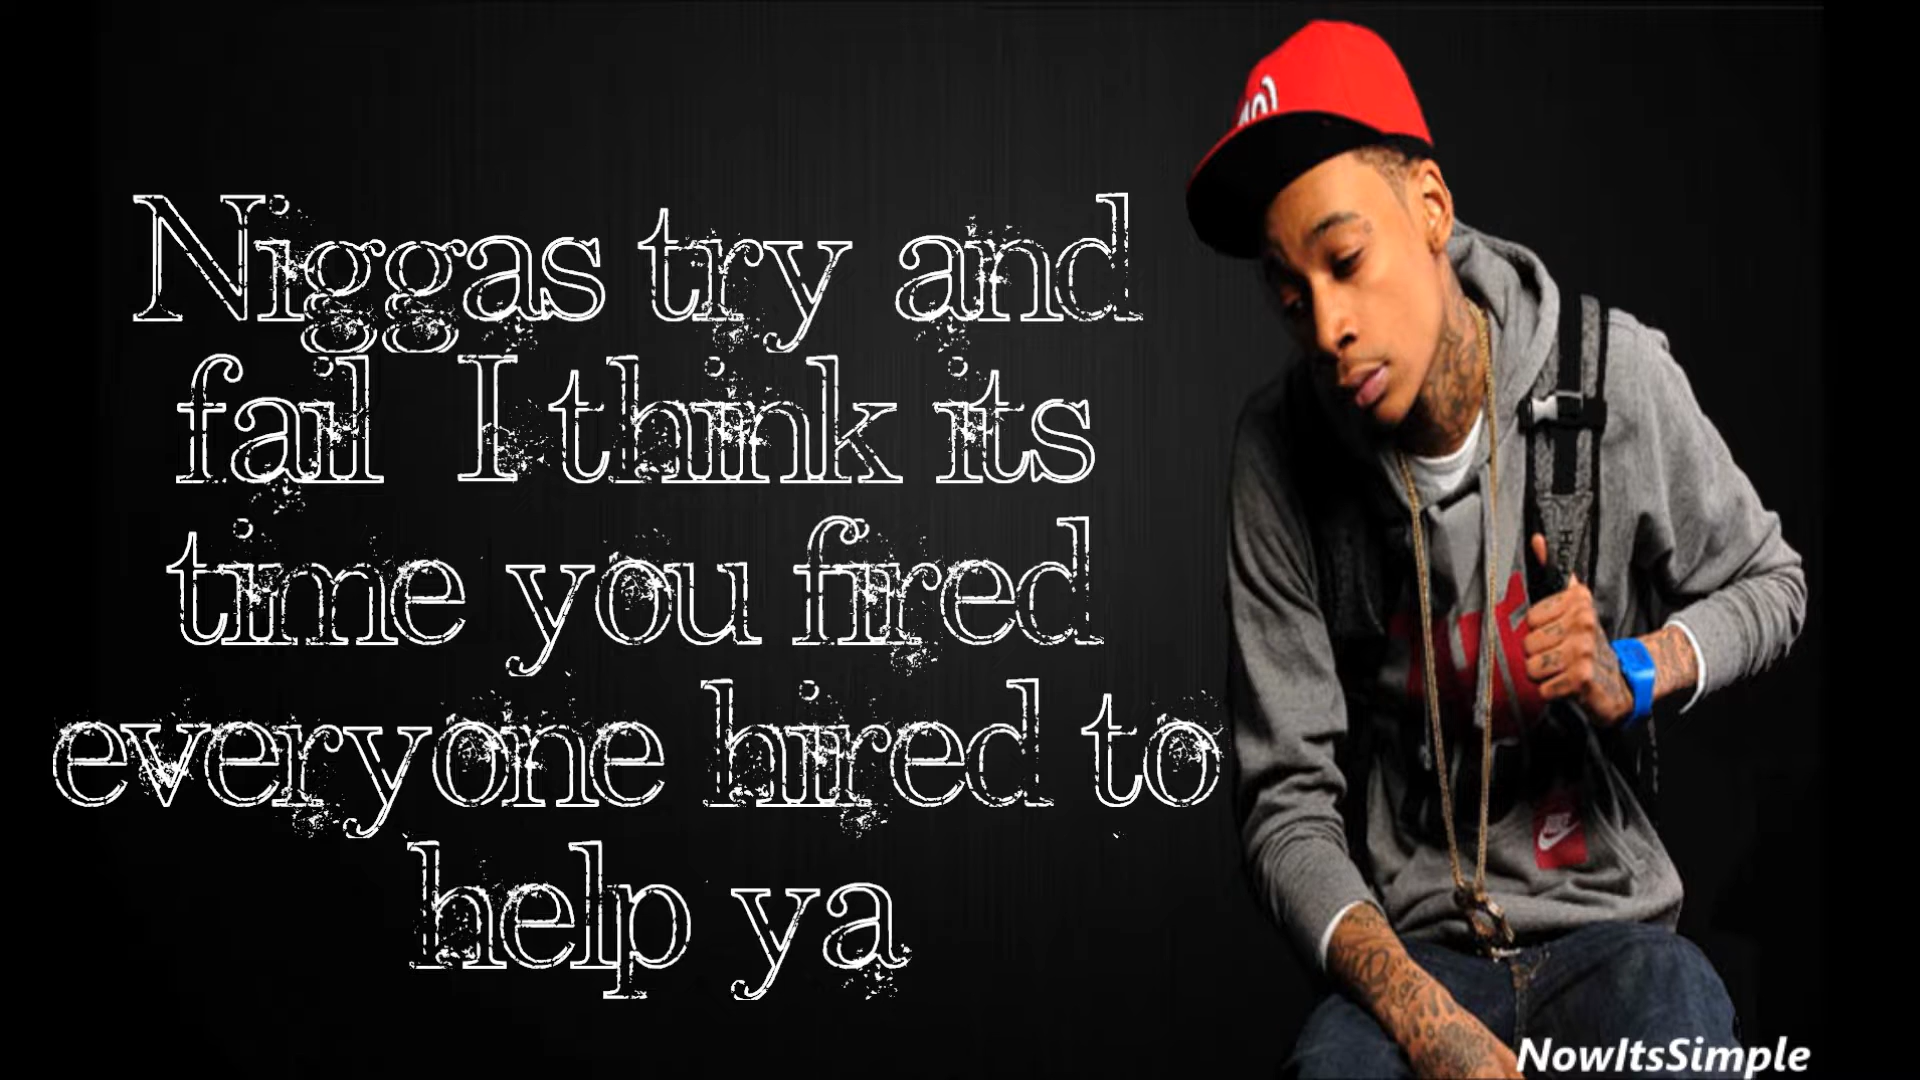 Niggas try and
fail I think its
time you fired
everyone hired to
help ya
NowItsSimple